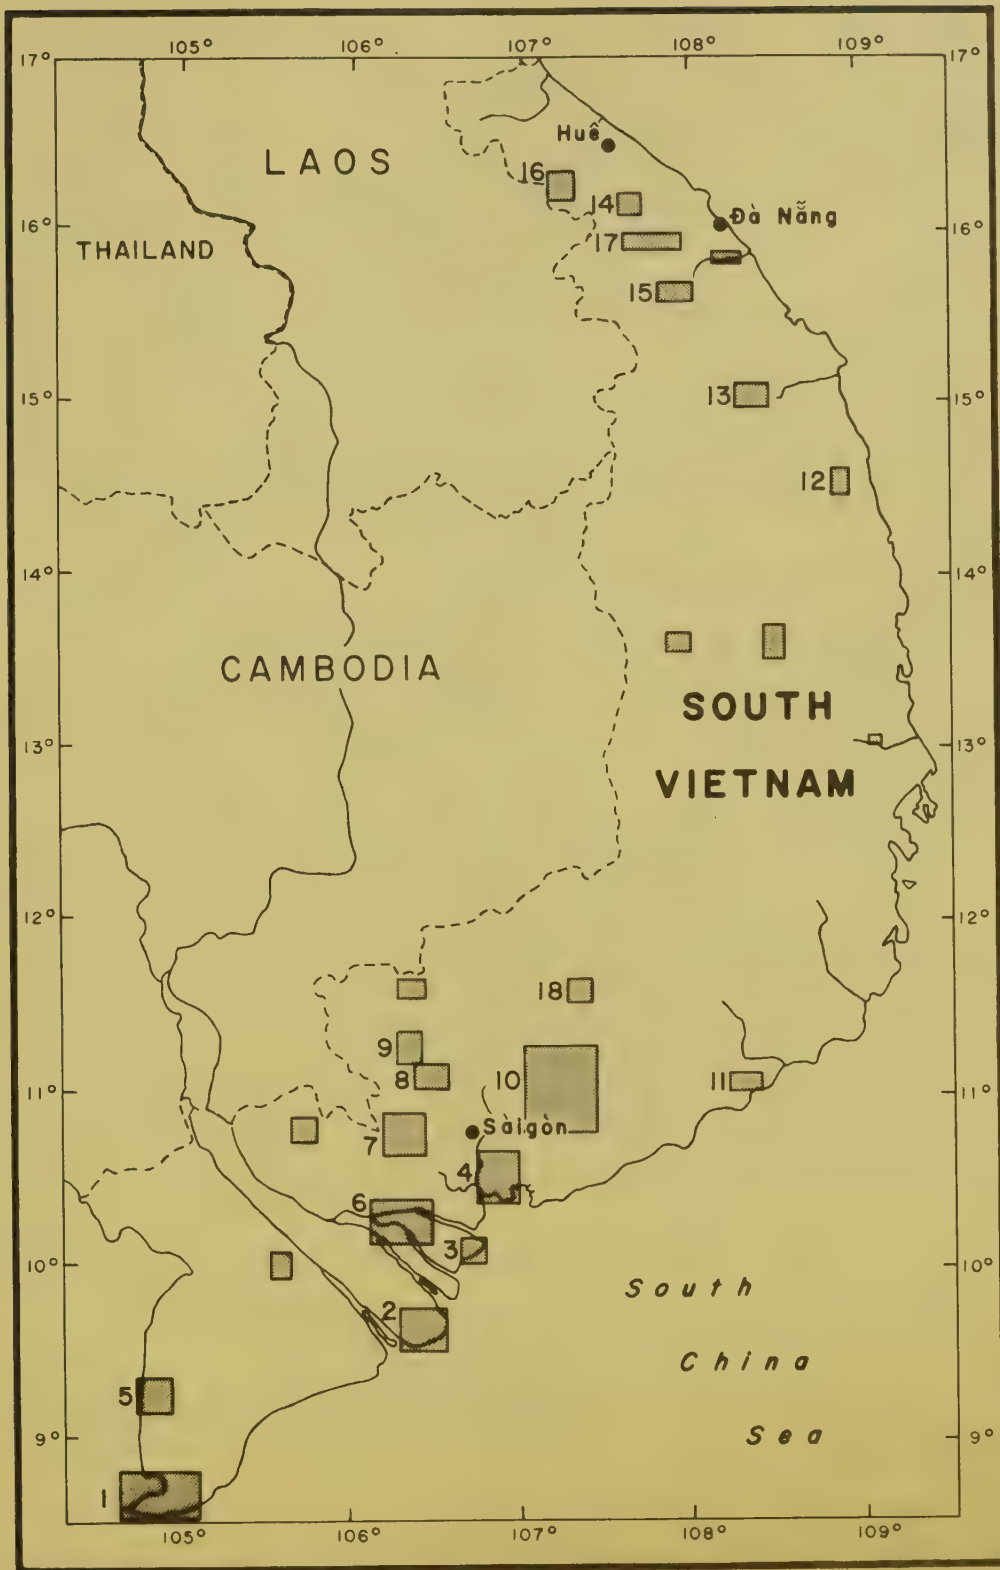 105° 106° 107° 108° 109°
17° 17°
Huê
LAOS
16
14
Đà Nẵng
16° 16°
THAILAND
17
15
15° 13 15°
12
14° 14°
CAMBODIA
SOUTH
13° 13°
VIETNAM
12° 12°
18
9
8 10 11
11° 11°
Sàigòn
7
4
6
3
10° 10°
South
2
China
5
9° Sea 9°
1
105° 106° 107° 108° 109°